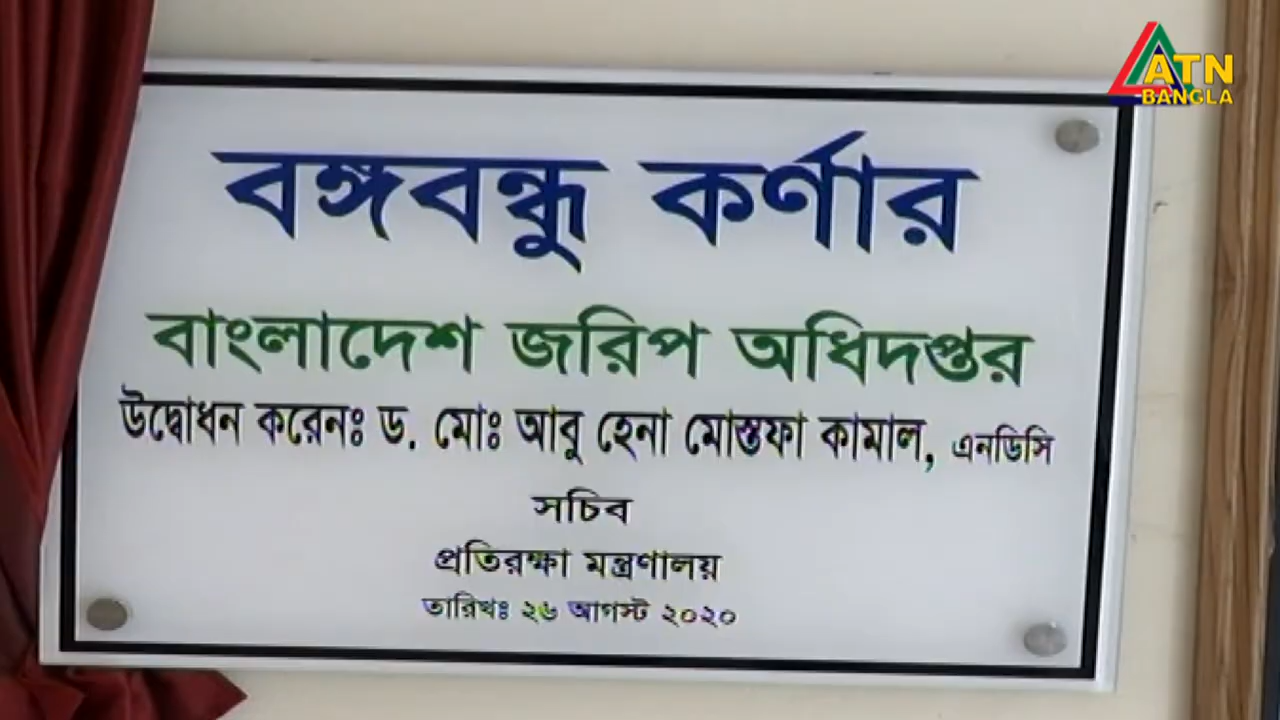 ATN
BANGLA
বঙ্গবন্ধু কর্ণার
বাংলাদেশ জরিপ অধিদপ্তর
উদ্বোধন করেনঃ ড. মোঃ আবু হেনা মোস্তফা কামাল, এনডিসি
সচিব
প্রতিরক্ষা মন্ত্রণালয়
তারিখঃ ২৬ আগস্ট ২০২০